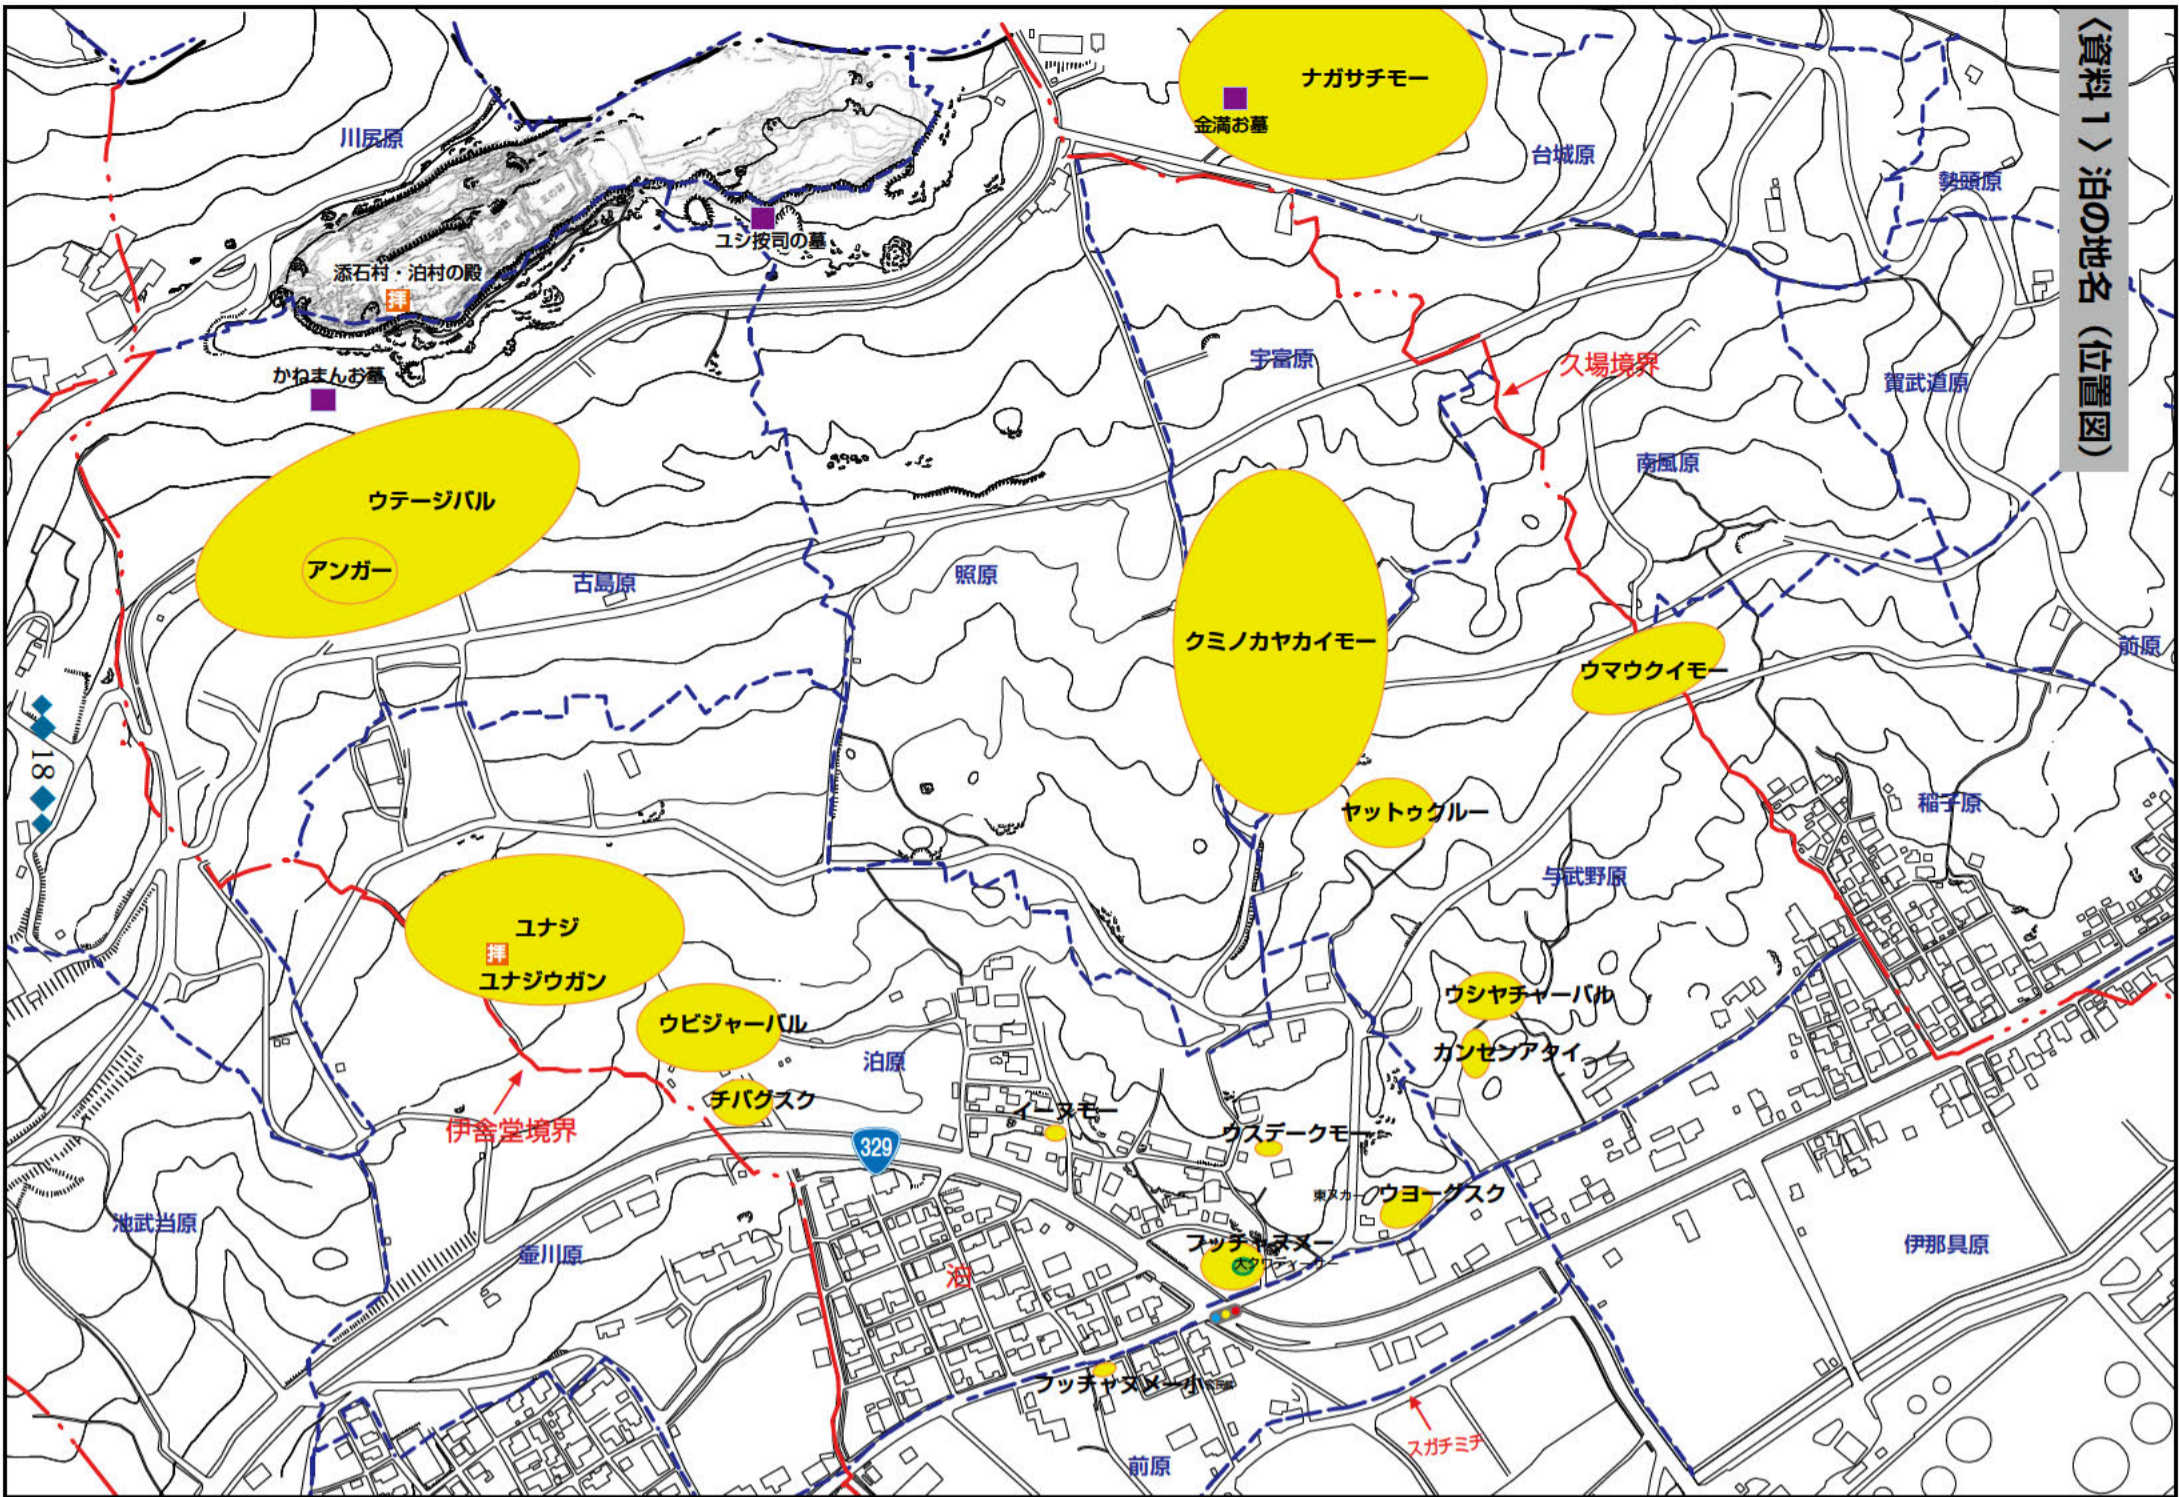 〈資料1〉泊の地名（位置図）
ナガサチモー
金満お墓
川尻原
台城原
勢頭原
ユシ按司の墓
添石村・泊村の殿
拝
宇富原
久場境界
賀武道原
かねまんお墓
南風原
ウテージバル
アンガー
古島原
照原
クミノカヤカイモー
ウマウクイモー
前原
18
ヤットゥグルー
稲子原
与武野原
ユナジ
拝
ユナジウガン
ウシヤチャーバル
ウビジャーバル
カンセンアタイ
泊原
チバグスク
イーヌモー
伊舎堂境界
ウスデークモー
329
東ヌカー
ウヨーグスク
池武当原
壷川原
フッチャヌメー
伊那具原
泊
フッチャヌメー小
スガチミチ
前原